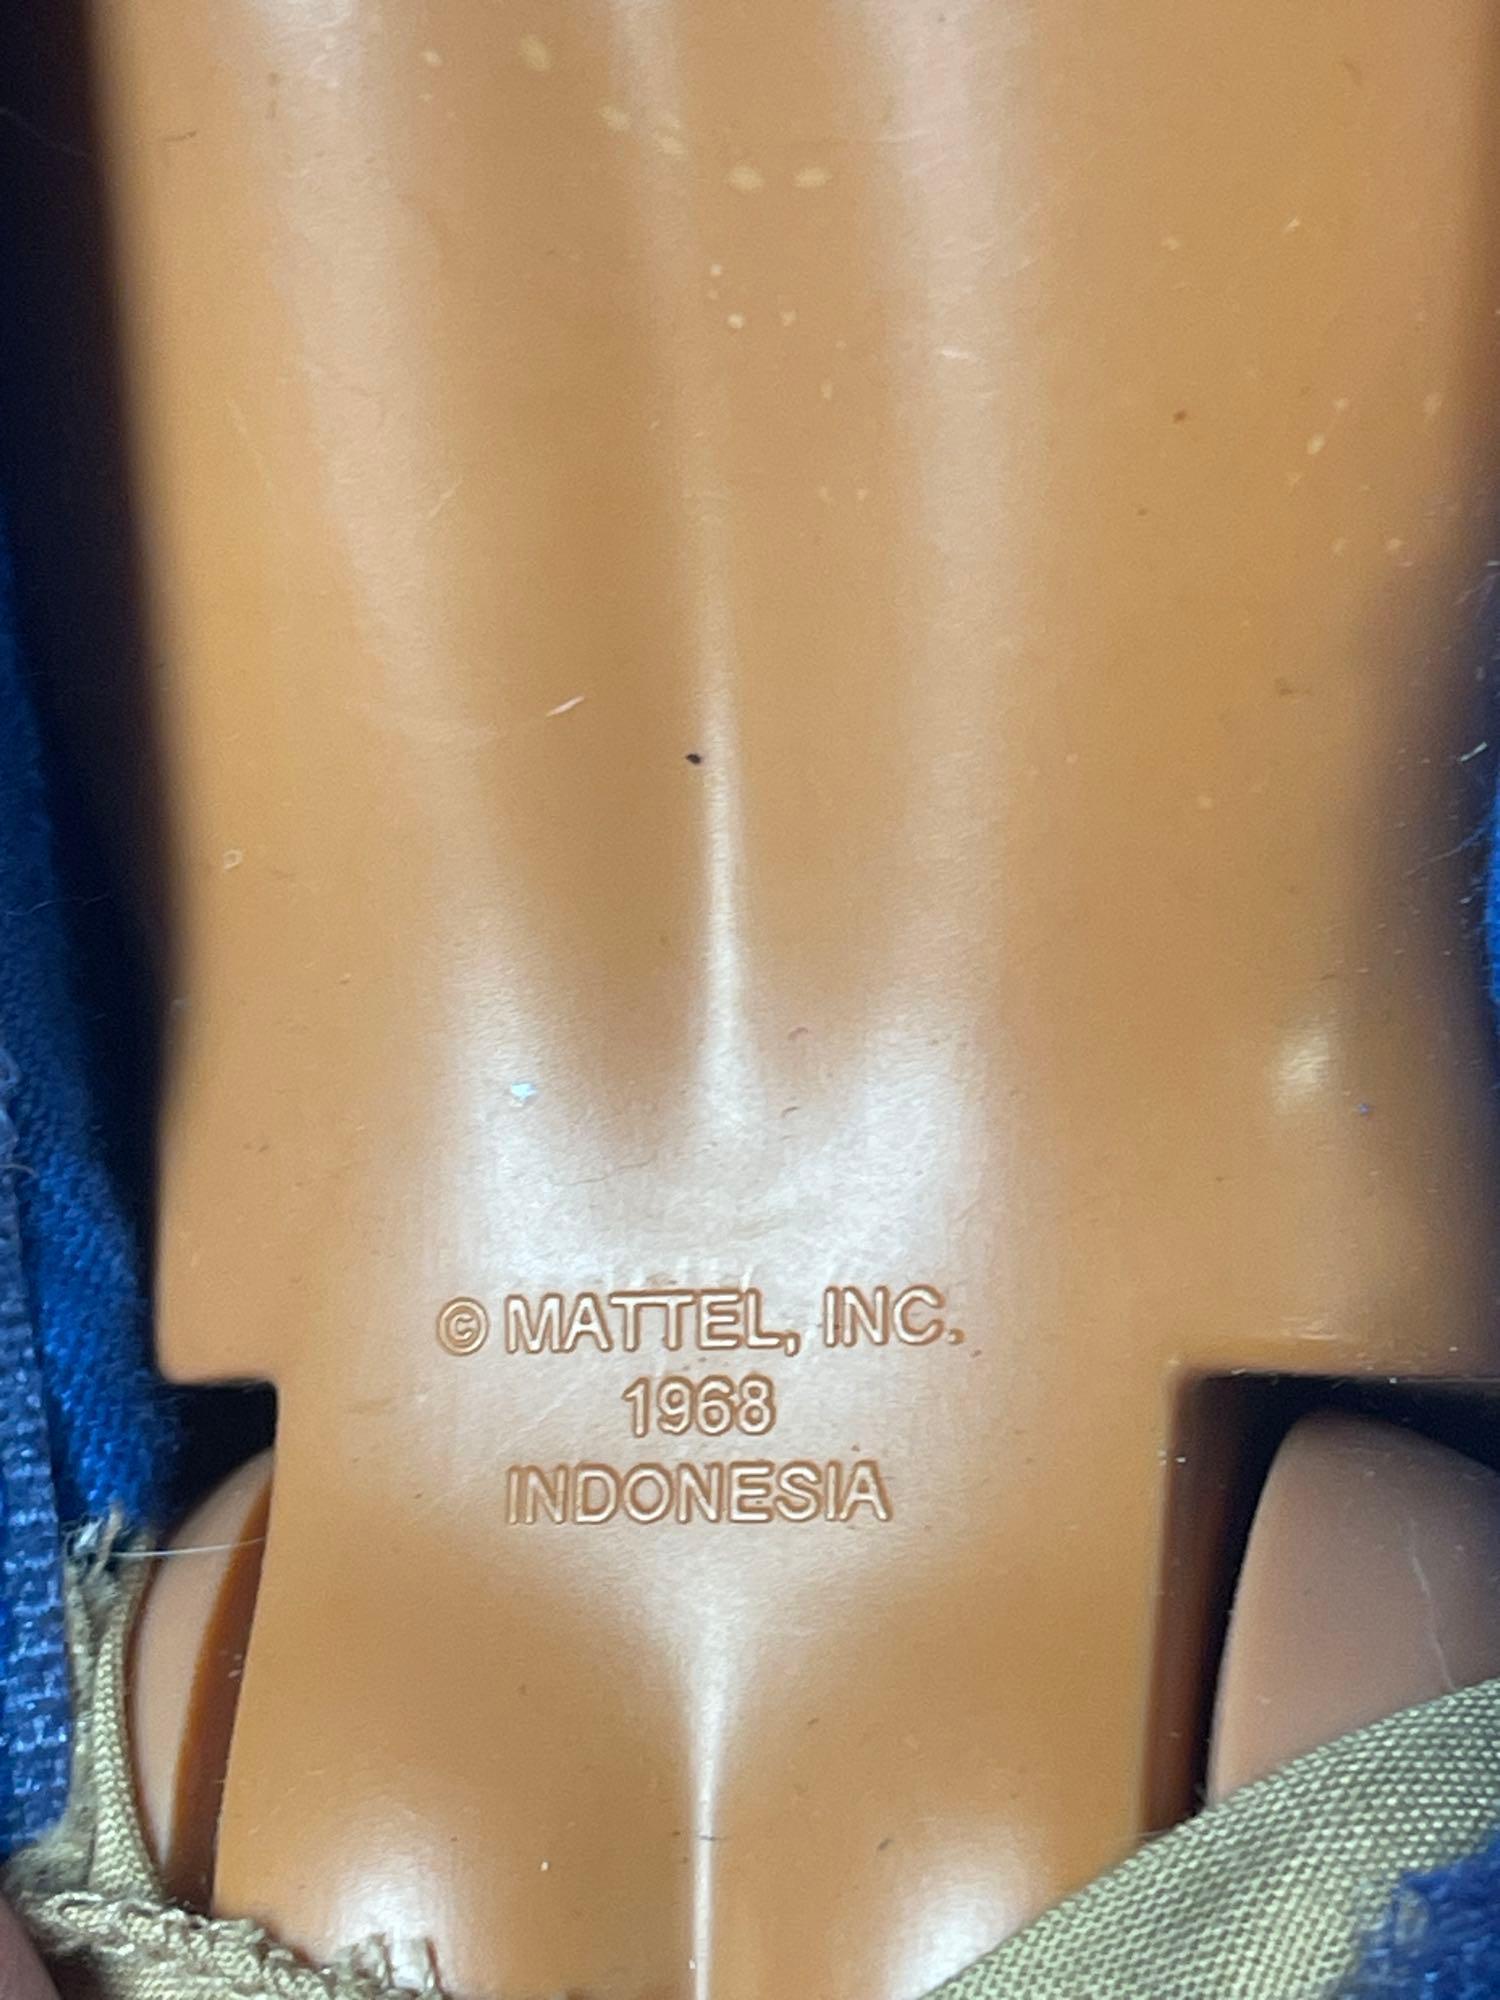 © MATTEL, INC.
1968
INDONESIA